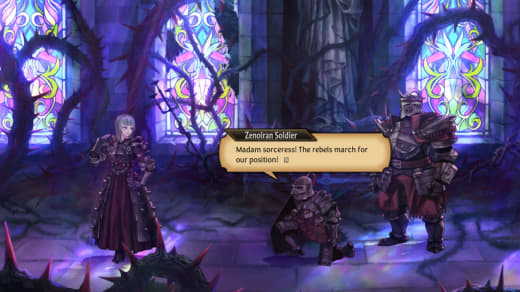 Zenoiran Soldier
Madam sorceress! The rebels march for
our position!